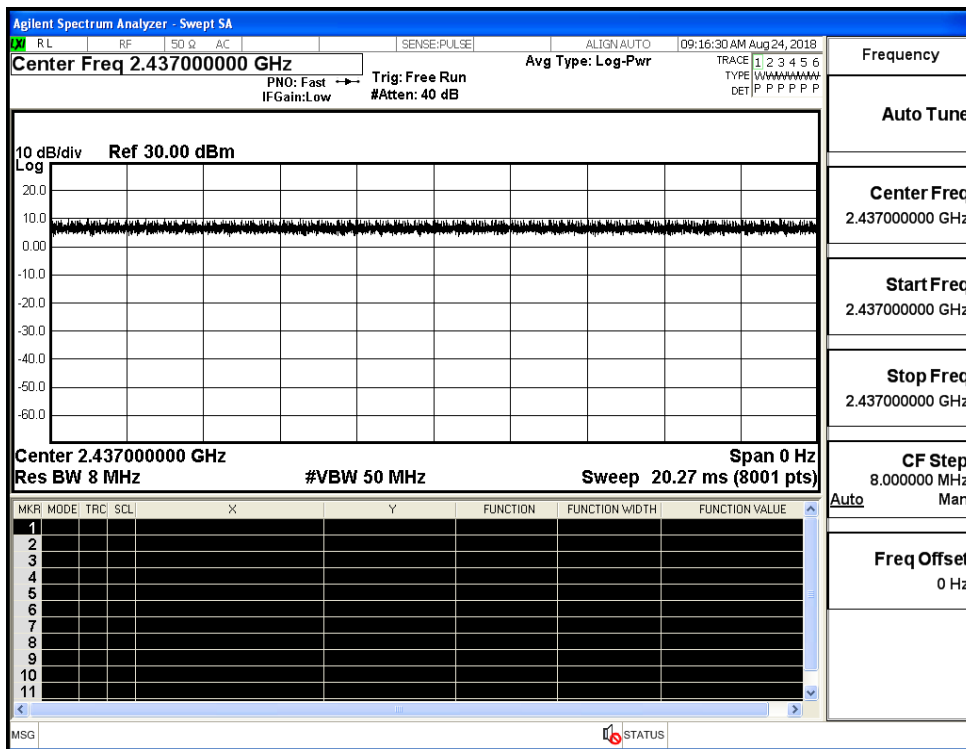 Agilent Spectrum Analyzer - Swept SA
LXI RL RF 50 Ω AC SENSE:PULSE ALIGN AUTO 09:16:30 AM Aug 24, 2018
Center Freq 2.437000000 GHz
Avg Type: Log-Pwr
TRACE 1 2 3 4 5 6
PNO: Fast
Trig: Free Run
TYPE WWWWWW
IFGain:Low
#Atten: 40 dB
DET P P P P P P
10 dB/div Ref 30.00 dBm
Log
20.0
10.0
0.00
-10.0
-20.0
-30.0
-40.0
-50.0
-60.0
Center 2.437000000 GHz Span 0 Hz
Res BW 8 MHz #VBW 50 MHz Sweep 20.27 ms (8001 pts)
MKR MODE TRC SCL X Y FUNCTION FUNCTION WIDTH FUNCTION VALUE
1
2
3
4
5
6
7
8
9
10
11
MSG STATUS
Frequency
Auto Tune
Center Freq
2.437000000 GHz
Start Freq
2.437000000 GHz
Stop Freq
2.437000000 GHz
CF Step
8.000000 MHz
Auto Man
Freq Offset
0 Hz